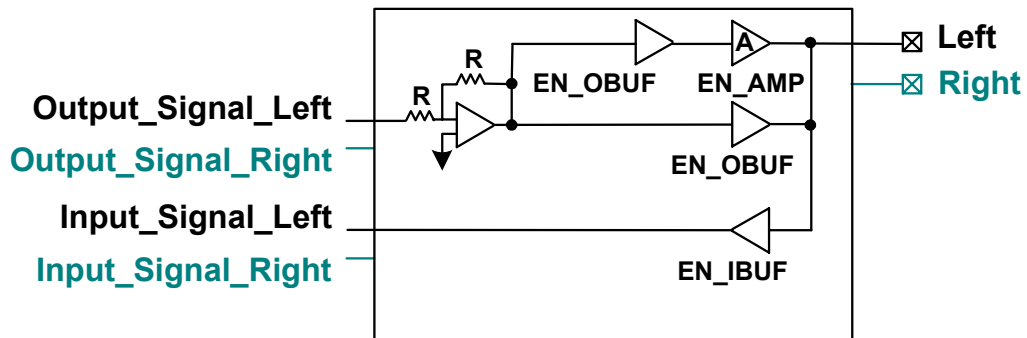 Left
R
A
R
EN_OBUF
EN_AMP
Right
Output_Signal_Left
Output_Signal_Right
EN_OBUF
Input_Signal_Left
Input_Signal_Right
EN_IBUF